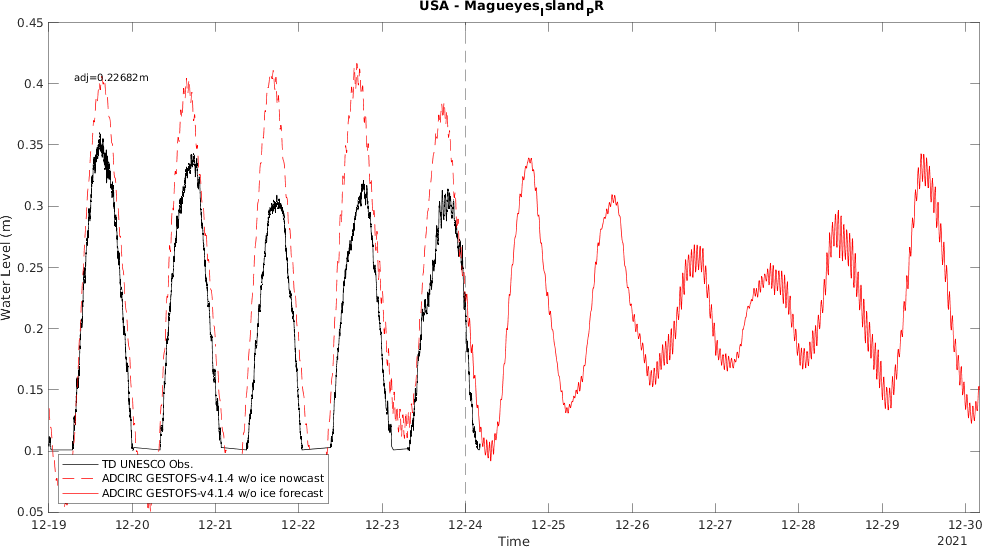 USA - Magueyes_Island_PR
0.45
0.4
0.35
0.3
0.25
0.2
0.15
0.1
0.05
Water Level (m)
adj=0.22682m
TD UNESCO Obs.
ADCIRC GESTOFS-v4.1.4 w/o ice nowcast
ADCIRC GESTOFS-v4.1.4 w/o ice forecast
12-19 12-20 12-21 12-22 12-23 12-24 12-25 12-26 12-27 12-28 12-29 12-30
Time
2021